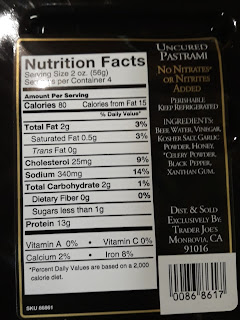 Nutrition Facts
Serving Size 2 oz. (56g)
Servings per Container 4
Amount Per Serving
Calories 80 Calories from Fat 15
% Daily Value*
Total Fat 2g 3%
Saturated Fat 0.5g 3%
Trans Fat 0g
Cholesterol 25mg 9%
Sodium 340mg 14%
Total Carbohydrate 2g 1%
Dietary Fiber 0g 0%
Sugars less than 1g
Protein 13g
Vitamin A 0% • Vitamin C 0%
Calcium 2% • Iron 8%
*Percent Daily Values are based on a 2,000
calorie diet.
SKU 86861
UNCURED
PASTRAMI
NO NITRATES*
OR NITRITES
ADDED
PERISHABLE
KEEP REFRIGERATED
INGREDIENTS:
BEEF, WATER, VINEGAR,
KOSHER SALT, GARLIC
POWDER, HONEY,
*CELERY POWDER,
BLACK PEPPER,
XANTHAN GUM.
DIST. & SOLD
EXCLUSIVELY BY:
TRADER JOE'S
MONROVIA, CA
91016
0086 8617